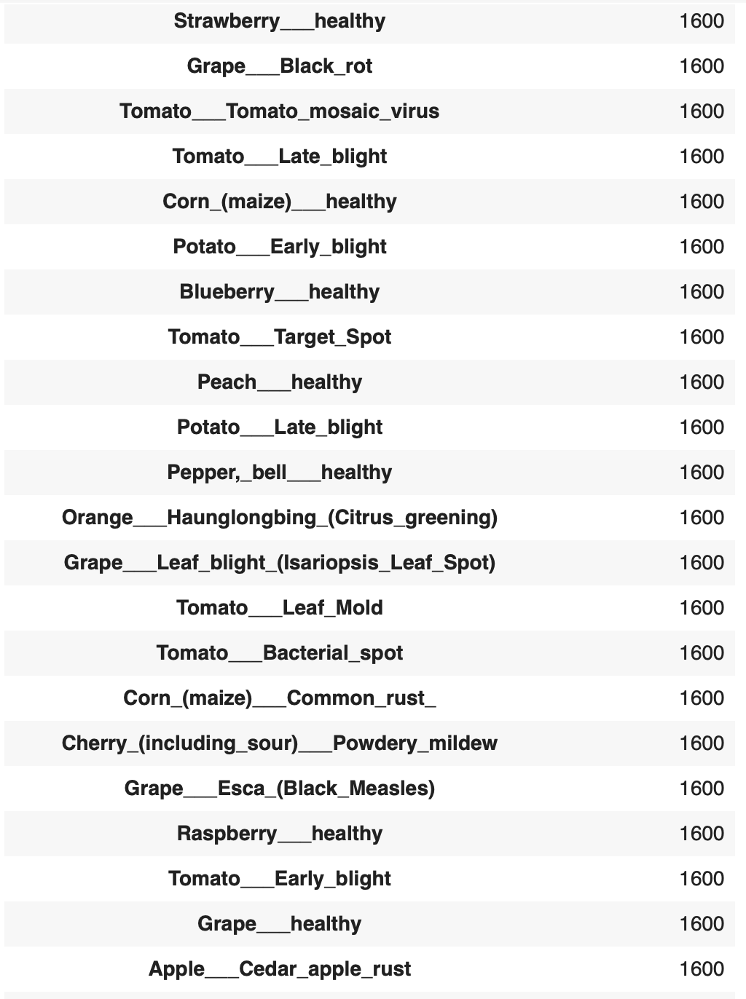 Strawberry___healthy 1600
Grape___Black_rot 1600
Tomato___Tomato_mosaic_virus 1600
Tomato___Late_blight 1600
Corn_(maize)___healthy 1600
Potato___Early_blight 1600
Blueberry___healthy 1600
Tomato___Target_Spot 1600
Peach___healthy 1600
Potato___Late_blight 1600
Pepper,_bell___healthy 1600
Orange___Haunglongbing_(Citrus_greening) 1600
Grape___Leaf_blight_(Isariopsis_Leaf_Spot) 1600
Tomato___Leaf_Mold 1600
Tomato___Bacterial_spot 1600
Corn_(maize)___Common_rust_ 1600
Cherry_(including_sour)___Powdery_mildew 1600
Grape___Esca_(Black_Measles) 1600
Raspberry___healthy 1600
Tomato___Early_blight 1600
Grape___healthy 1600
Apple___Cedar_apple_rust 1600